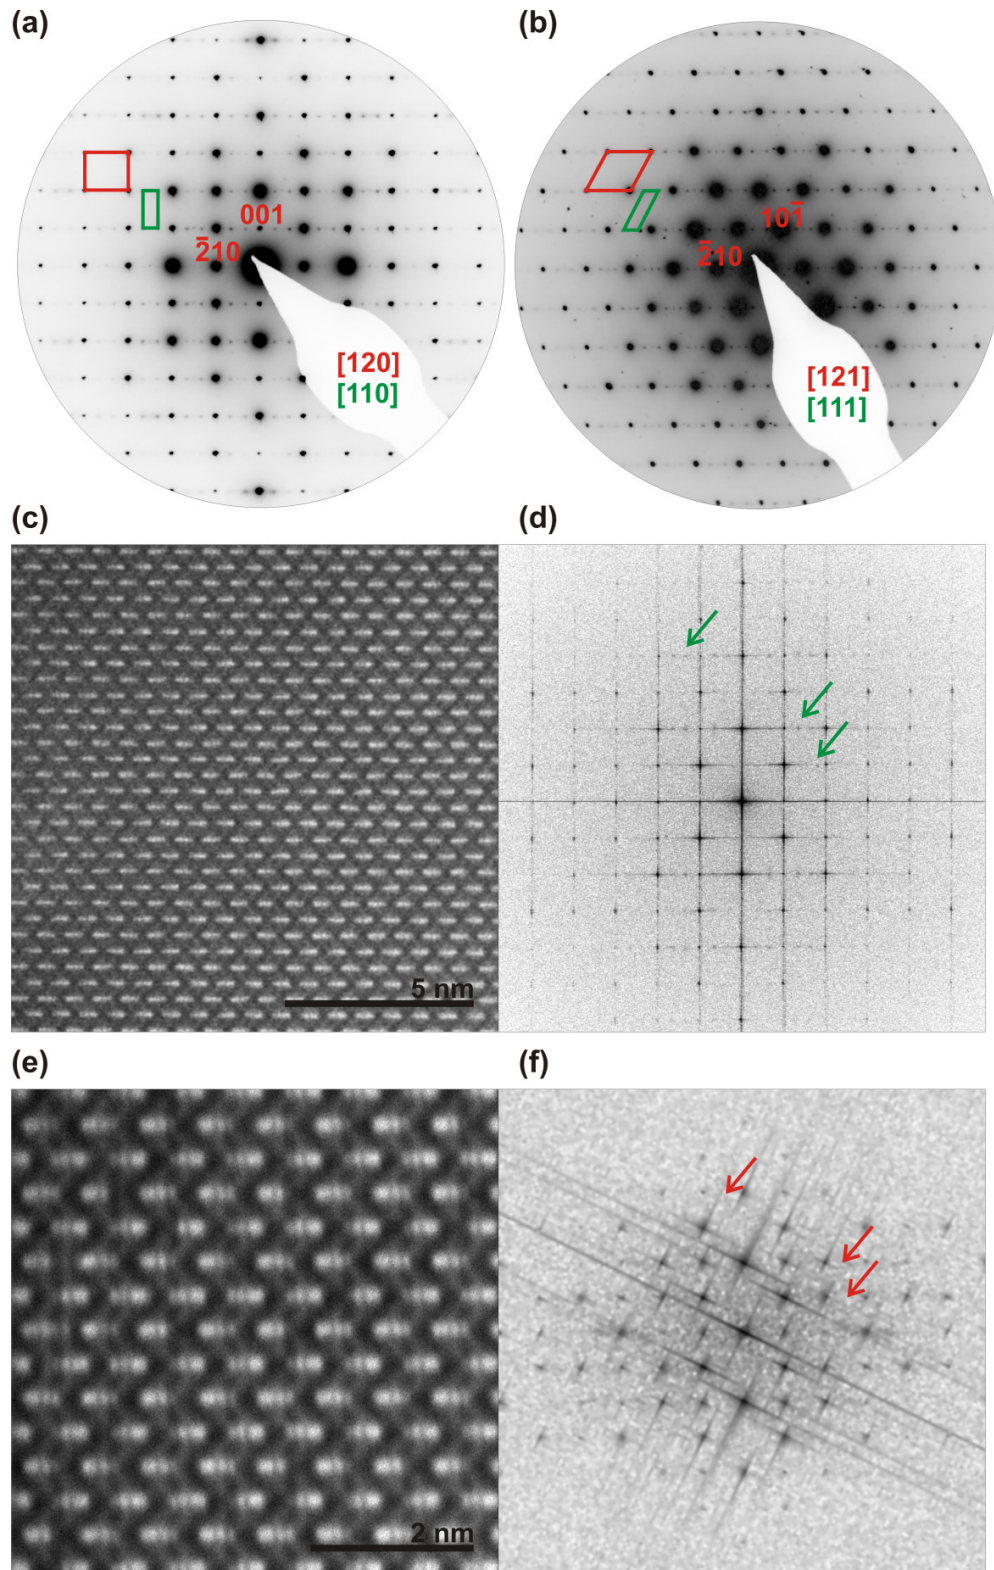 (a)
(b)
001
2̅10
[120]
[110]
101̅
2̅10
[121]
[111]
(c)
(d)
5 nm
(e)
(f)
2 nm